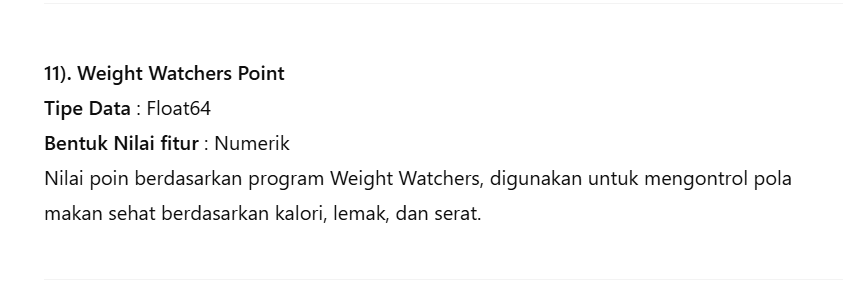 11). Weight Watchers Point
Tipe Data : Float64
Bentuk Nilai fitur : Numerik
Nilai poin berdasarkan program Weight Watchers, digunakan untuk mengontrol pola
makan sehat berdasarkan kalori, lemak, dan serat.